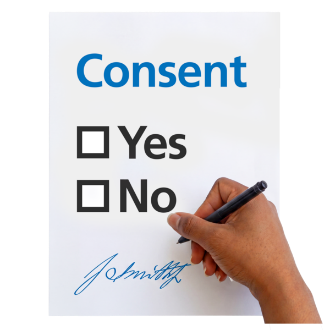 Consent
Yes
No